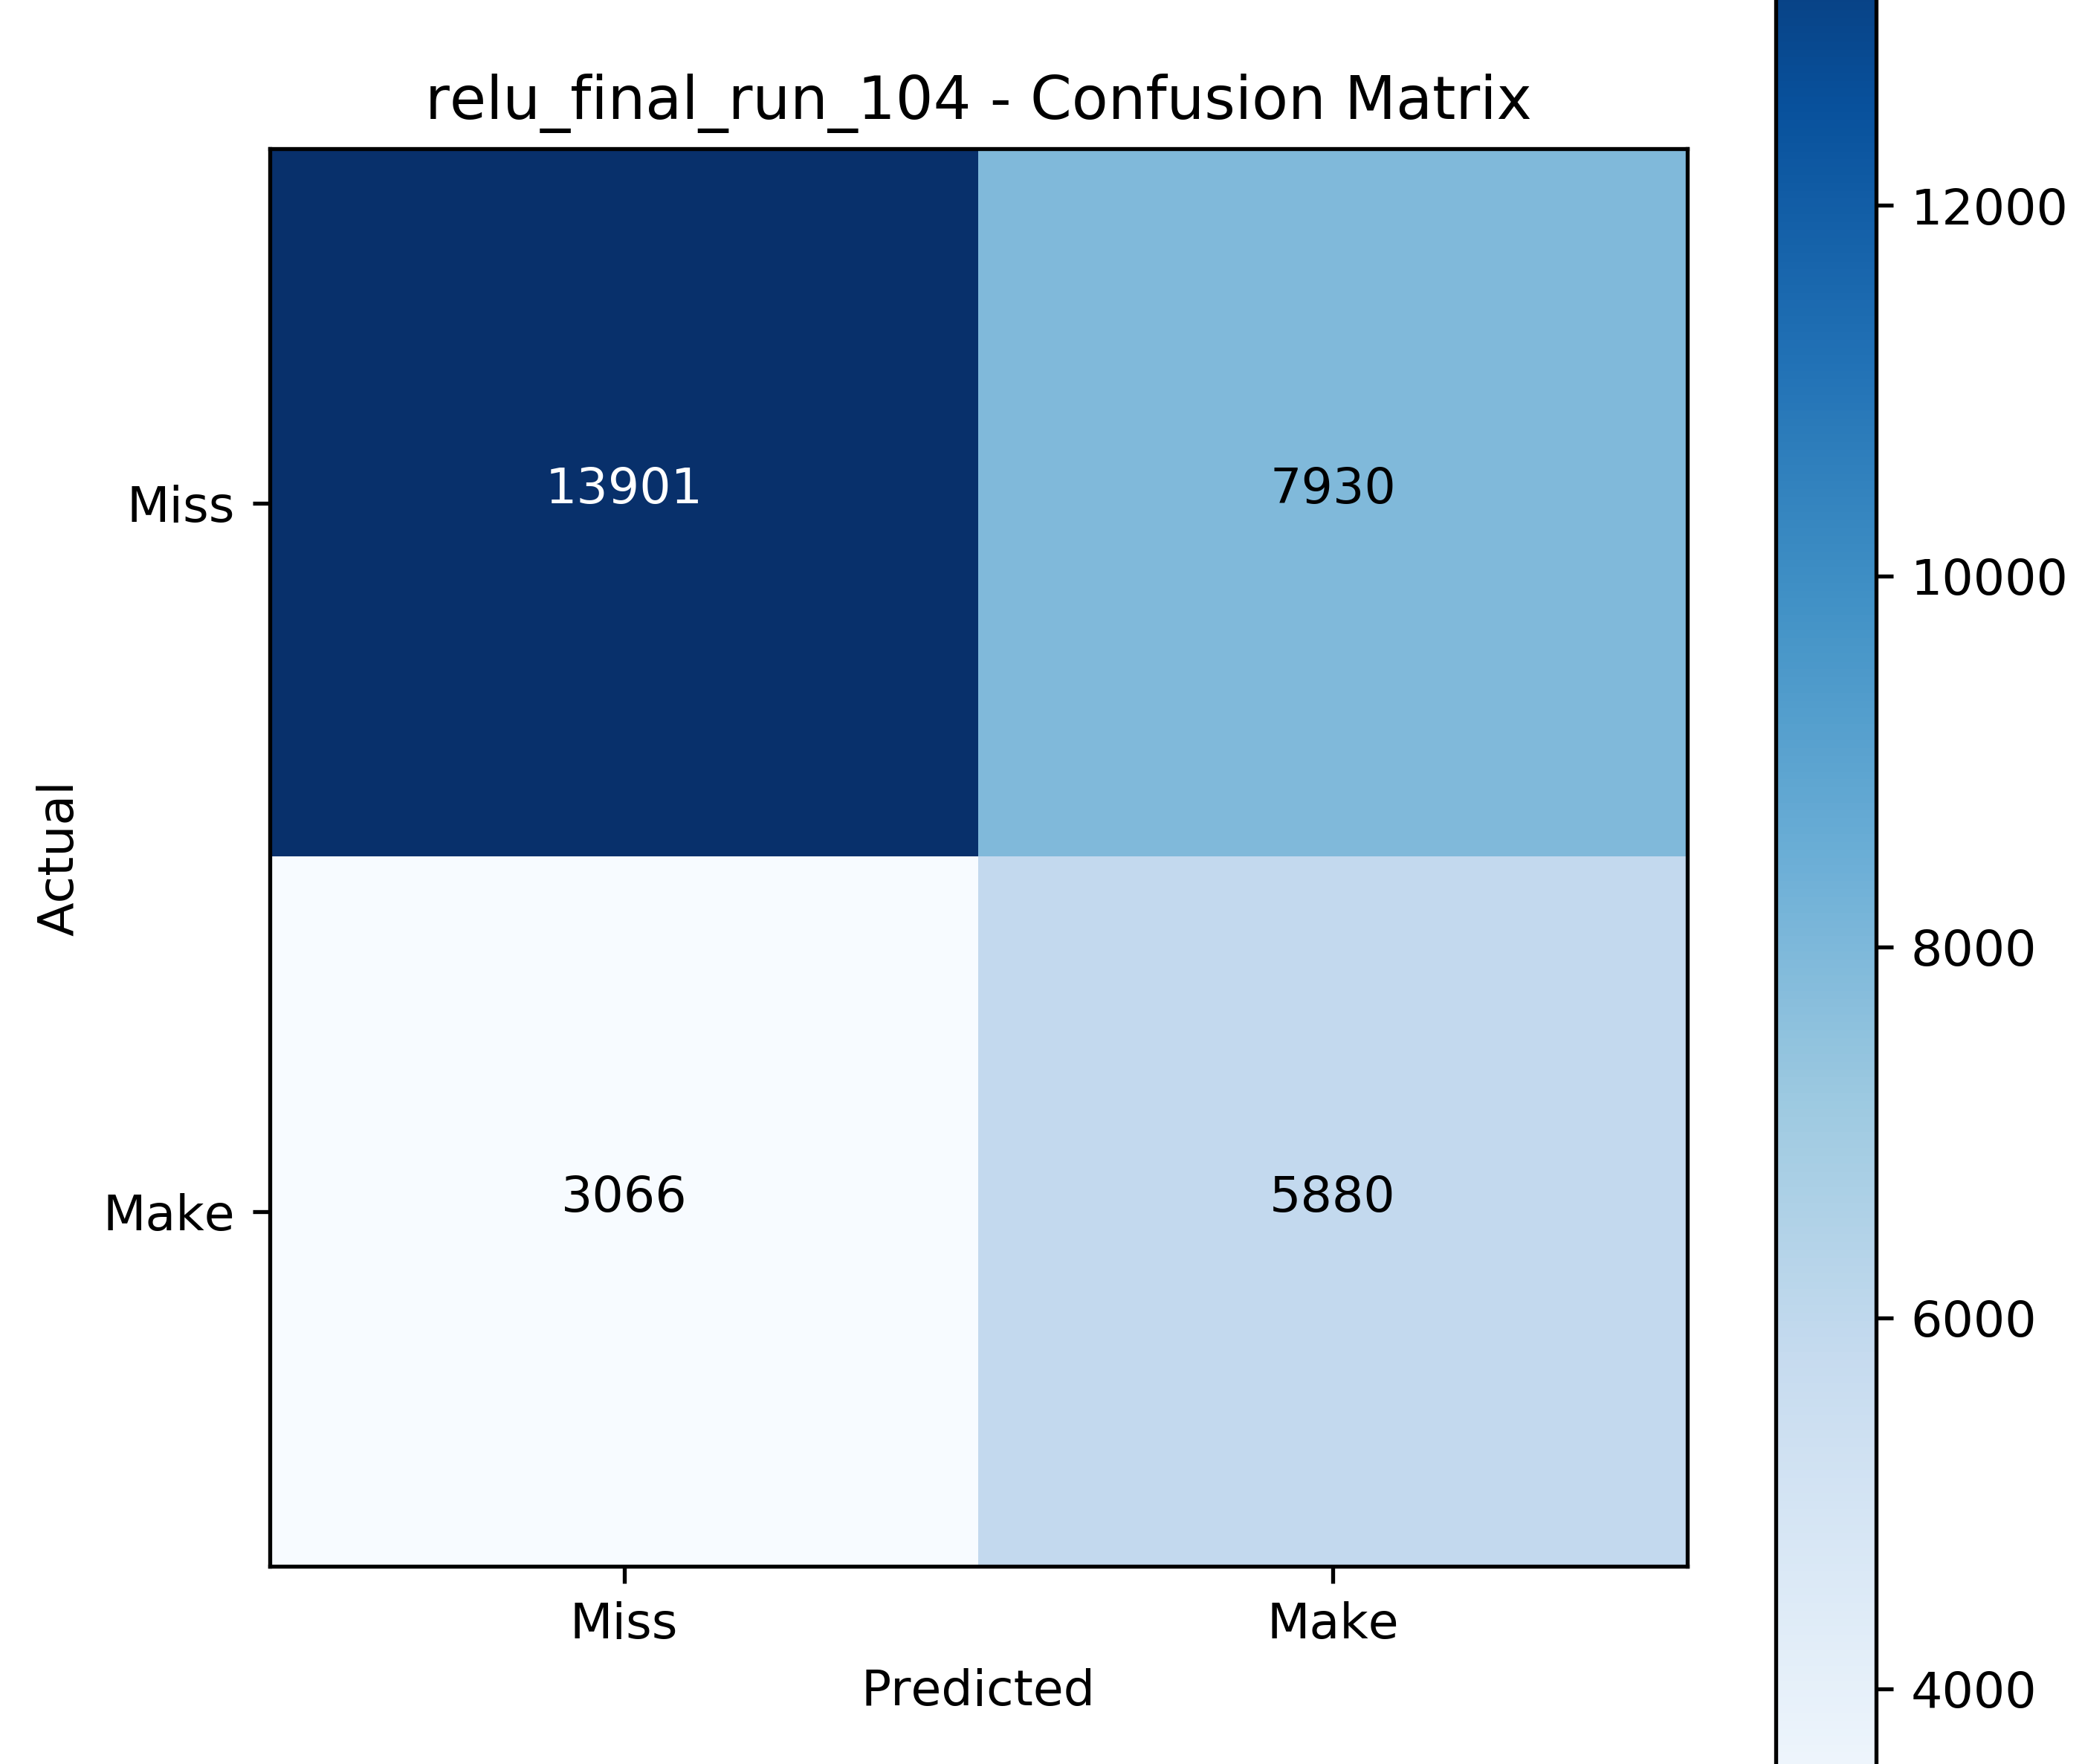 relu_final_run_104 - Confusion Matrix
12000
10000
8000
6000
4000
Actual
Miss
Make
13901
7930
3066
5880
Miss
Make
Predicted